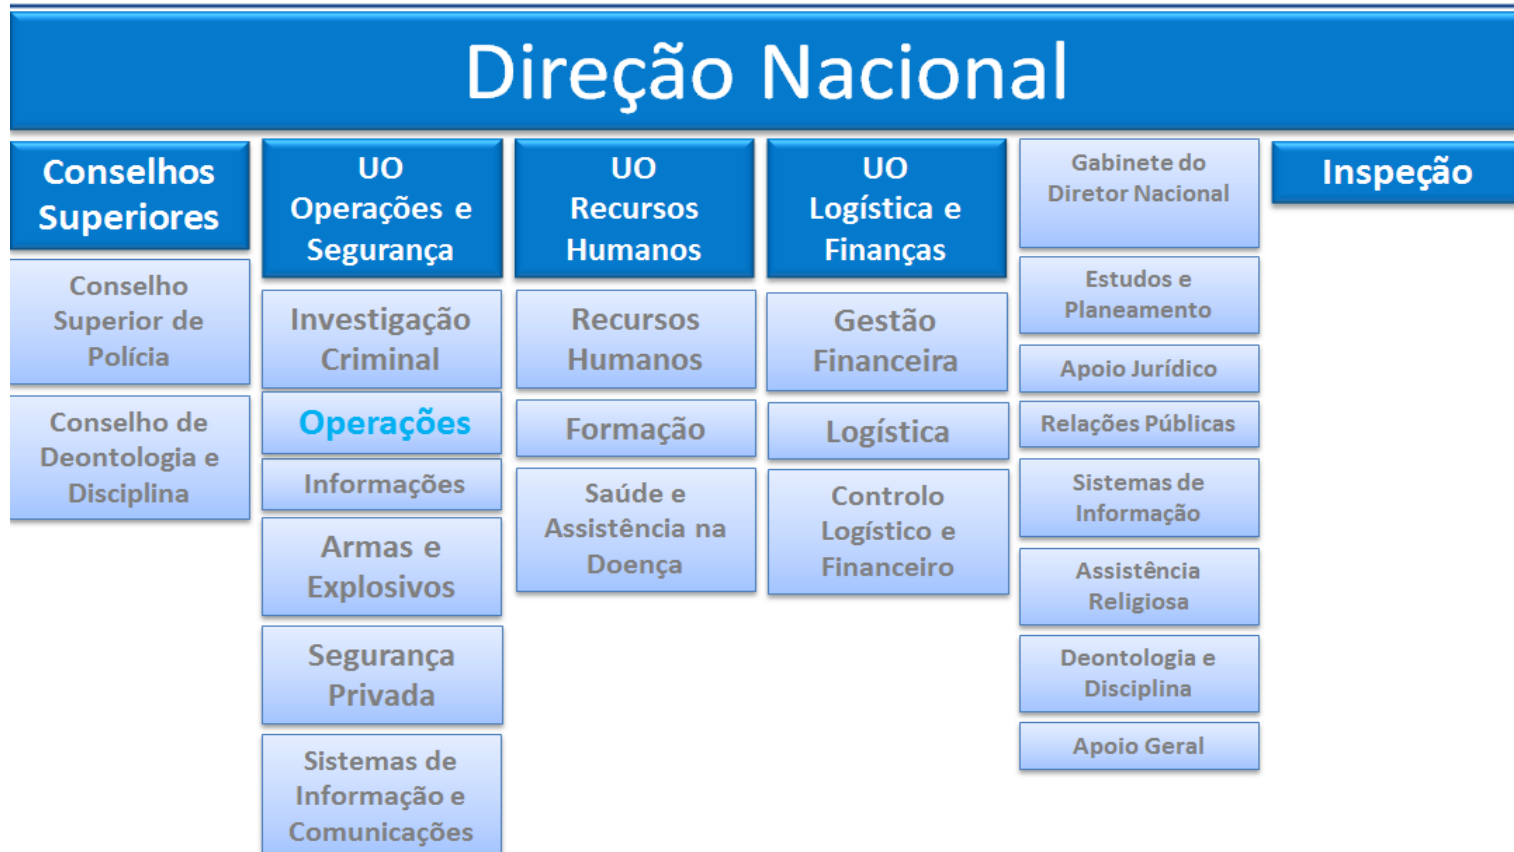 Direção Nacional
Conselhos
Superiores
Conselho
Superior de
Polícia
Conselho de
Deontologia e
Disciplina
UO
Operações e
Segurança
Investigação
Criminal
Operações
Informações
Armas e
Explosivos
Segurança
Privada
Sistemas de
Informação e
Comunicações
UO
Recursos
Humanos
Recursos
Humanos
Formação
Saúde e
Assistência na
Doença
UO
Logística e
Finanças
Gestão
Financeira
Logística
Controlo
Logístico e
Financeiro
Gabinete do
Diretor Nacional
Estudos e
Planeamento
Apoio Jurídico
Relações Públicas
Sistemas de
Informação
Assistência
Religiosa
Deontologia e
Disciplina
Apoio Geral
Inspeção